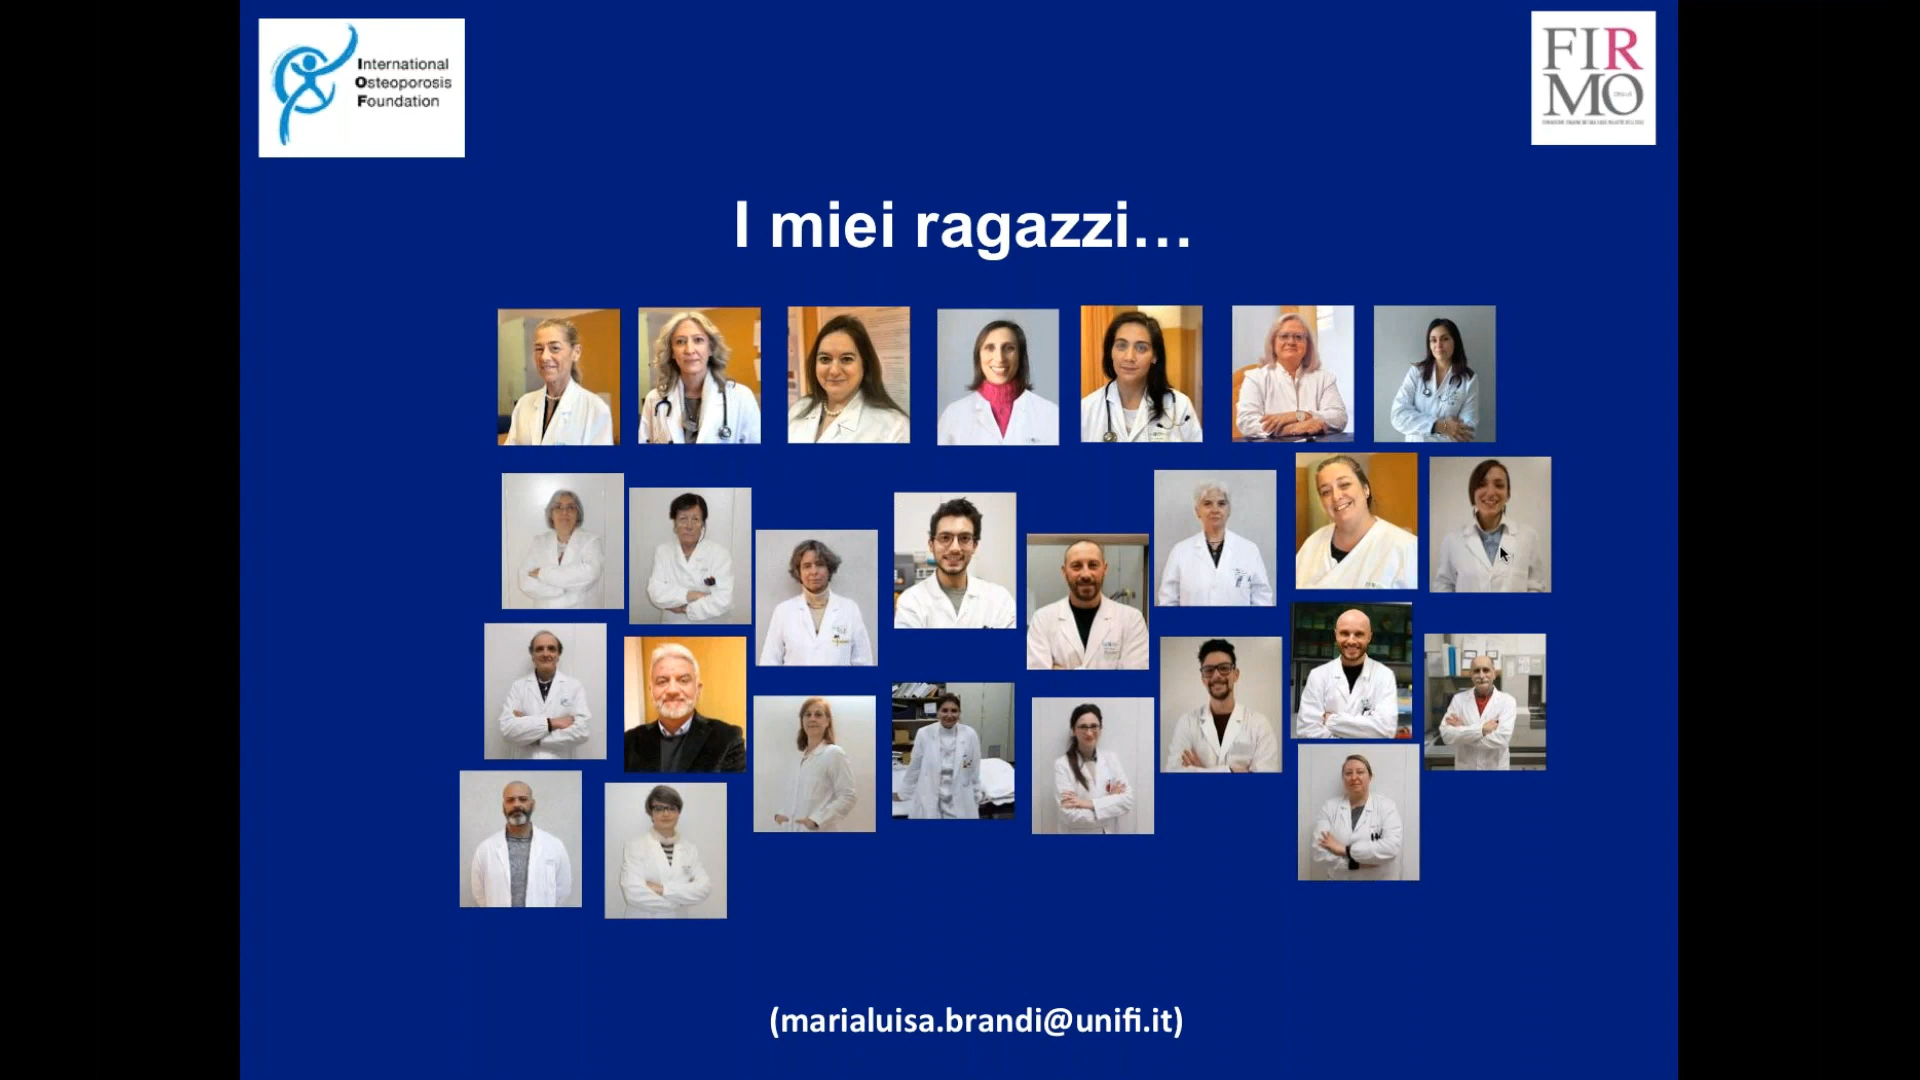 International
Osteoporosis
Foundation
FIR
MO
I miei ragazzi...
(marialuisa.brandi@unifi.it)